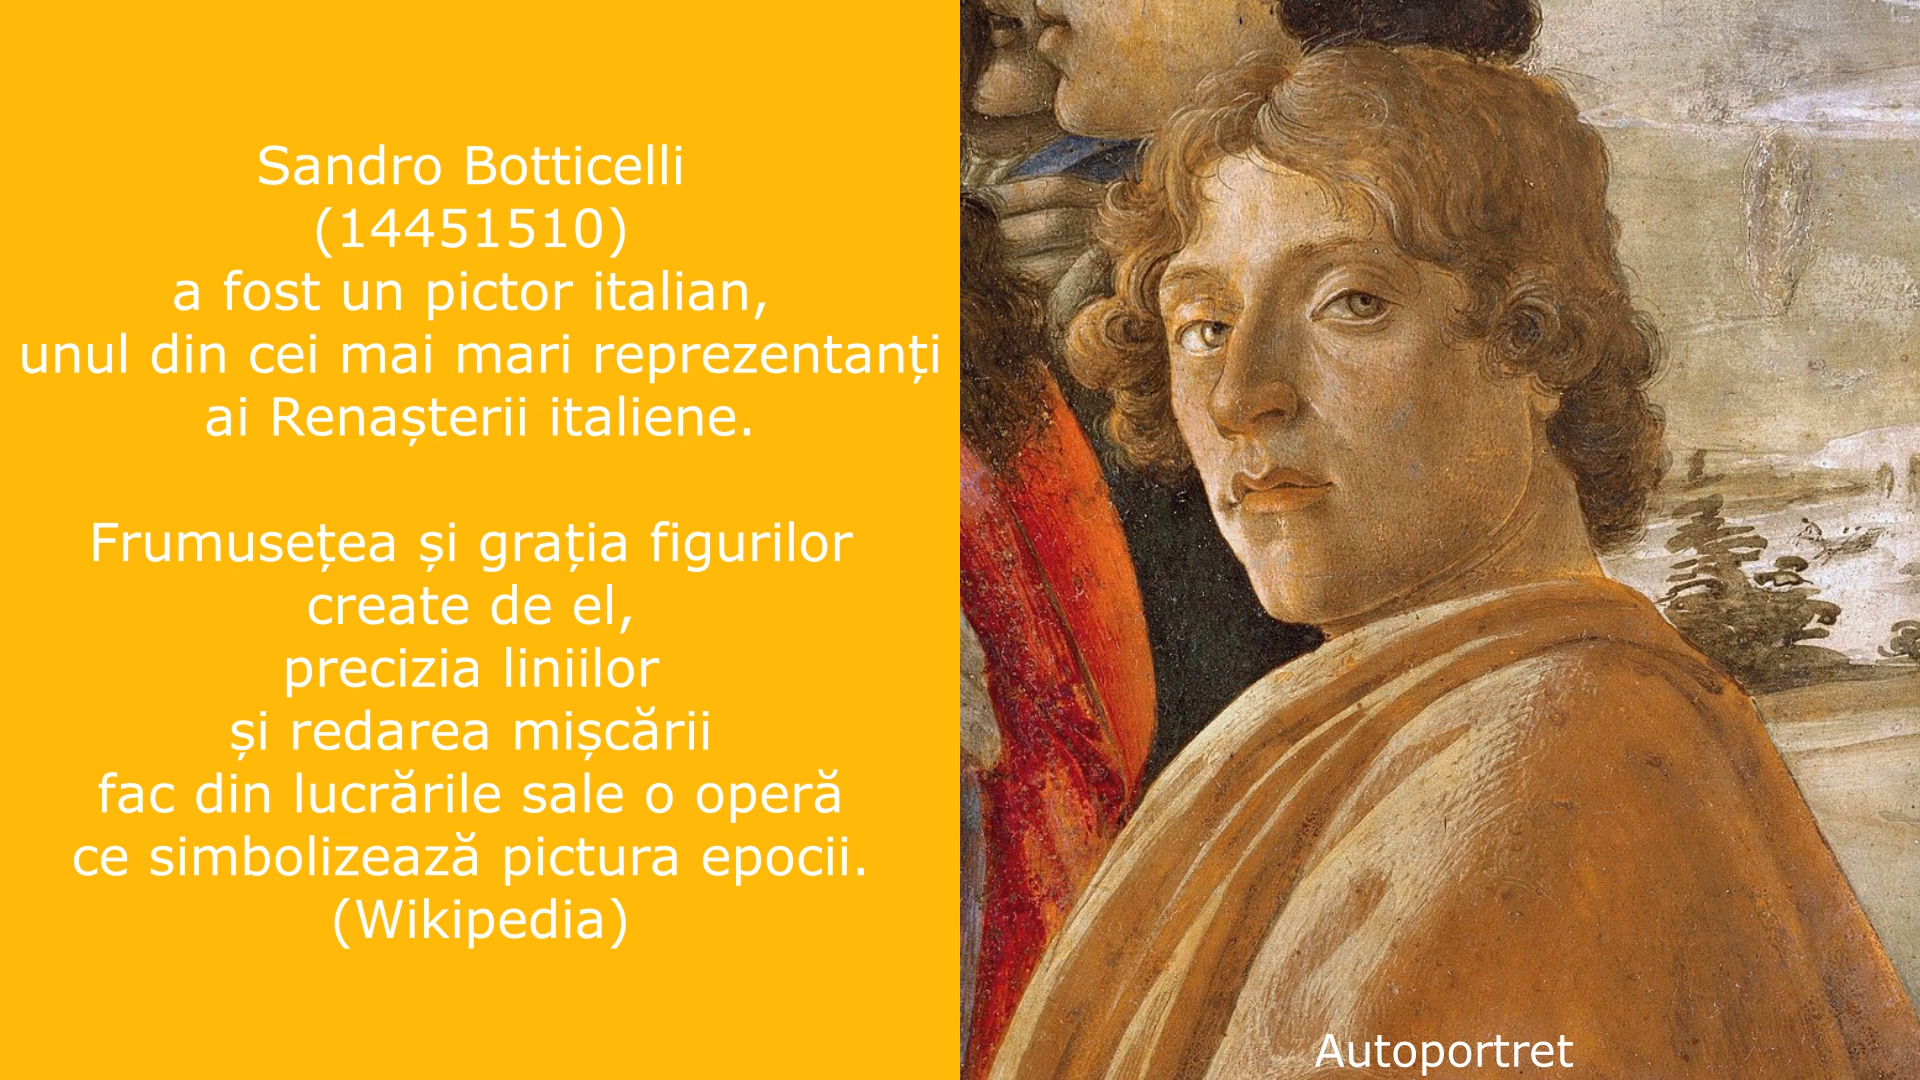 Sandro Botticelli
(14451510)
a fost un pictor italian,
unul din cei mai mari reprezentanți
ai Renașterii italiene.
Frumusețea și grația figurilor
create de el,
precizia liniilor
și redarea mișcării
fac din lucrările sale o operă
ce simbolizează pictura epocii.
(Wikipedia)
Autoportret